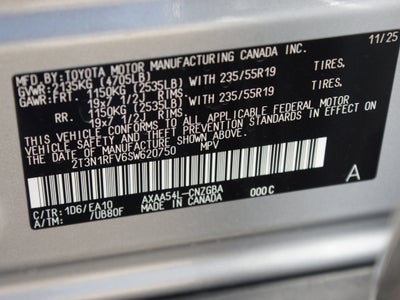 11/25
MFD.BY:TOYOTA MOTOR MANUFACTURING CANADA INC.
GVWR:2135KG (4705LB)
GAWR:FRT. 1150KG (2535LB) WITH 235/55R19 TIRES,
19x7 1/2J RIMS,
RR. 1150KG (2535LB) WITH 235/55R19 TIRES,
19x7 1/2J RIMS,
THIS VEHICLE CONFORMS TO ALL APPLICABLE FEDERAL MOTOR
VEHICLE SAFETY AND THEFT PREVENTION STANDARDS IN EFFECT ON
THE DATE OF MANUFACTURE SHOWN ABOVE.
2T3N1RFV6SW620750 MPV
C/TR:1D6/EA10 AXAA54L-CNZGBA 000C A
/7UB80F MADE IN CANADA